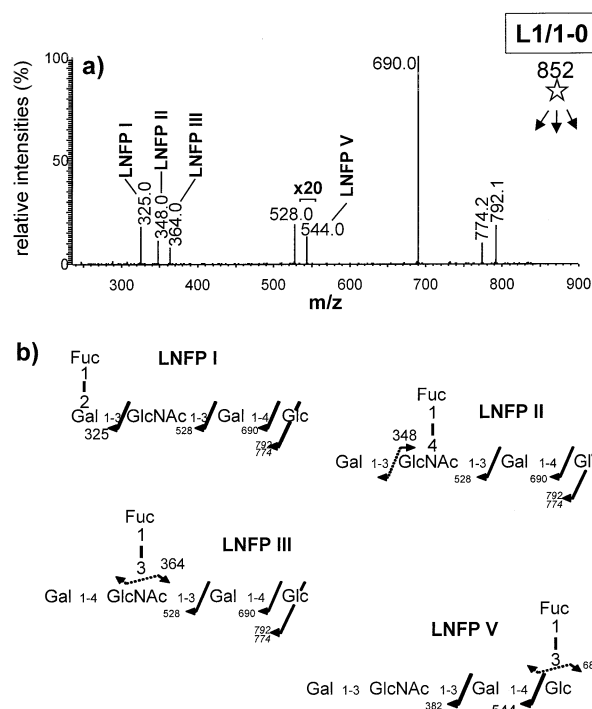 L1/1-0
a)
852
relative intensities (%)
100
50
0
LNFP I
LNFP II
LNFP III
LNFP V
325.0
348.0
364.0
x20
528.0
544.0
690.0
774.2
792.1
300 400 500 600 700 800 900
m/z
b)
LNFP I
Fuc
1
2
Gal 1-3 GlcNAc 1-3 Gal 1-4 Glc
325 528 690 792
774
LNFP II
Fuc
1
4
348
Gal 1-3 GlcNAc 1-3 Gal 1-4
528 690 792
774
LNFP III
Fuc
1
3 364
Gal 1-4 GlcNAc 1-3 Gal 1-4 Glc
528 690 792
774
LNFP V
Fuc
1
3
Gal 1-3 GlcNAc 1-3 Gal 1-4 Glc
382 544